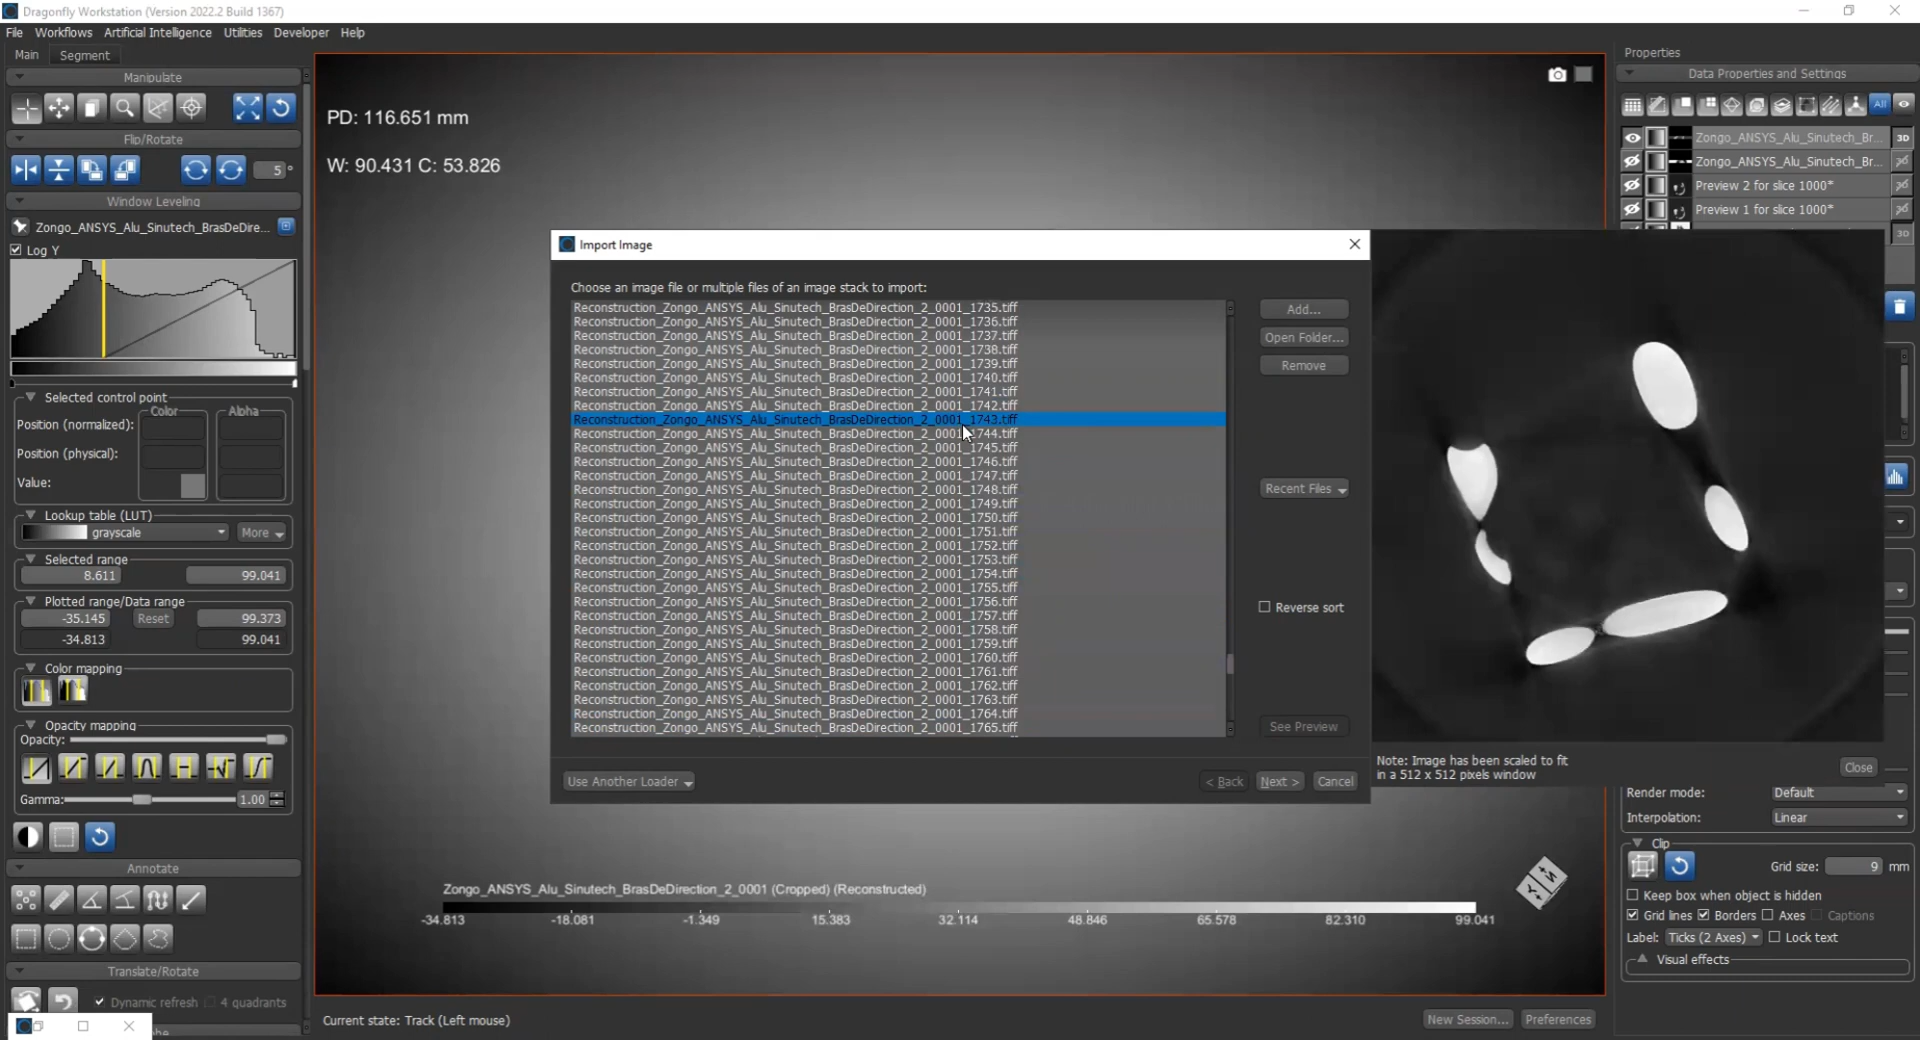 Dragonfly Workstation (Version 2022.2 Build 1367)
File Workflows Artificial Intelligence Utilities Developer Help
Main Segment
Manipulate
Flip/Rotate
5 °
Window Leveling
Zongo_ANSYS_Alu_Sinutech_BrasDeDire...
Log Y
Selected control point
Color Alpha
Position (normalized):
Position (physical):
Value:
Lookup table (LUT)
grayscale More
Selected range
8.611 99.041
Plotted range/Data range
-35.145 Reset 99.373
-34.813 99.041
Color mapping
Opacity mapping
Opacity:
Gamma: 1.00
Annotate
Translate/Rotate
Dynamic refresh 4 quadrants
PD: 116.651 mm
W: 90.431 C: 53.826
Import Image
Choose an image file or multiple files of an image stack to import:
Reconstruction_Zongo_ANSYS_Alu_Sinutech_BrasDeDirection_2_0001_1735.tiff
Reconstruction_Zongo_ANSYS_Alu_Sinutech_BrasDeDirection_2_0001_1736.tiff
Reconstruction_Zongo_ANSYS_Alu_Sinutech_BrasDeDirection_2_0001_1737.tiff
Reconstruction_Zongo_ANSYS_Alu_Sinutech_BrasDeDirection_2_0001_1738.tiff
Reconstruction_Zongo_ANSYS_Alu_Sinutech_BrasDeDirection_2_0001_1739.tiff
Reconstruction_Zongo_ANSYS_Alu_Sinutech_BrasDeDirection_2_0001_1740.tiff
Reconstruction_Zongo_ANSYS_Alu_Sinutech_BrasDeDirection_2_0001_1741.tiff
Reconstruction_Zongo_ANSYS_Alu_Sinutech_BrasDeDirection_2_0001_1742.tiff
Reconstruction_Zongo_ANSYS_Alu_Sinutech_BrasDeDirection_2_0001_1743.tiff
Reconstruction_Zongo_ANSYS_Alu_Sinutech_BrasDeDirection_2_0001_1744.tiff
Reconstruction_Zongo_ANSYS_Alu_Sinutech_BrasDeDirection_2_0001_1745.tiff
Reconstruction_Zongo_ANSYS_Alu_Sinutech_BrasDeDirection_2_0001_1746.tiff
Reconstruction_Zongo_ANSYS_Alu_Sinutech_BrasDeDirection_2_0001_1747.tiff
Reconstruction_Zongo_ANSYS_Alu_Sinutech_BrasDeDirection_2_0001_1748.tiff
Reconstruction_Zongo_ANSYS_Alu_Sinutech_BrasDeDirection_2_0001_1749.tiff
Reconstruction_Zongo_ANSYS_Alu_Sinutech_BrasDeDirection_2_0001_1750.tiff
Reconstruction_Zongo_ANSYS_Alu_Sinutech_BrasDeDirection_2_0001_1751.tiff
Reconstruction_Zongo_ANSYS_Alu_Sinutech_BrasDeDirection_2_0001_1752.tiff
Reconstruction_Zongo_ANSYS_Alu_Sinutech_BrasDeDirection_2_0001_1753.tiff
Reconstruction_Zongo_ANSYS_Alu_Sinutech_BrasDeDirection_2_0001_1754.tiff
Reconstruction_Zongo_ANSYS_Alu_Sinutech_BrasDeDirection_2_0001_1755.tiff
Reconstruction_Zongo_ANSYS_Alu_Sinutech_BrasDeDirection_2_0001_1756.tiff
Reconstruction_Zongo_ANSYS_Alu_Sinutech_BrasDeDirection_2_0001_1757.tiff
Reconstruction_Zongo_ANSYS_Alu_Sinutech_BrasDeDirection_2_0001_1758.tiff
Reconstruction_Zongo_ANSYS_Alu_Sinutech_BrasDeDirection_2_0001_1759.tiff
Reconstruction_Zongo_ANSYS_Alu_Sinutech_BrasDeDirection_2_0001_1760.tiff
Reconstruction_Zongo_ANSYS_Alu_Sinutech_BrasDeDirection_2_0001_1761.tiff
Reconstruction_Zongo_ANSYS_Alu_Sinutech_BrasDeDirection_2_0001_1762.tiff
Reconstruction_Zongo_ANSYS_Alu_Sinutech_BrasDeDirection_2_0001_1763.tiff
Reconstruction_Zongo_ANSYS_Alu_Sinutech_BrasDeDirection_2_0001_1764.tiff
Reconstruction_Zongo_ANSYS_Alu_Sinutech_BrasDeDirection_2_0001_1765.tiff
Add...
Open Folder...
Remove
Recent Files
Reverse sort
See Preview
Use Another Loader < Back Next > Cancel
Note: Image has been scaled to fit
in a 512 x 512 pixels window
Close
Zongo_ANSYS_Alu_Sinutech_BrasDeDirection_2_0001 (Cropped) (Reconstructed)
-34.813 -18.081 -1.349 15.383 32.114 48.846 65.578 82.310 99.041
Current state: Track (Left mouse)
New Session... Preferences
Properties
Data Properties and Settings
All
Zongo_ANSYS_Alu_Sinutech_Br... 3D
Zongo_ANSYS_Alu_Sinutech_Br...
Preview 2 for slice 1000*
Preview 1 for slice 1000*
3D
Render mode: Default
Interpolation: Linear
Clip
Grid size: 9 mm
Keep box when object is hidden
Grid lines Borders Axes Captions
Label: Ticks (2 Axes) Lock text
Visual effects